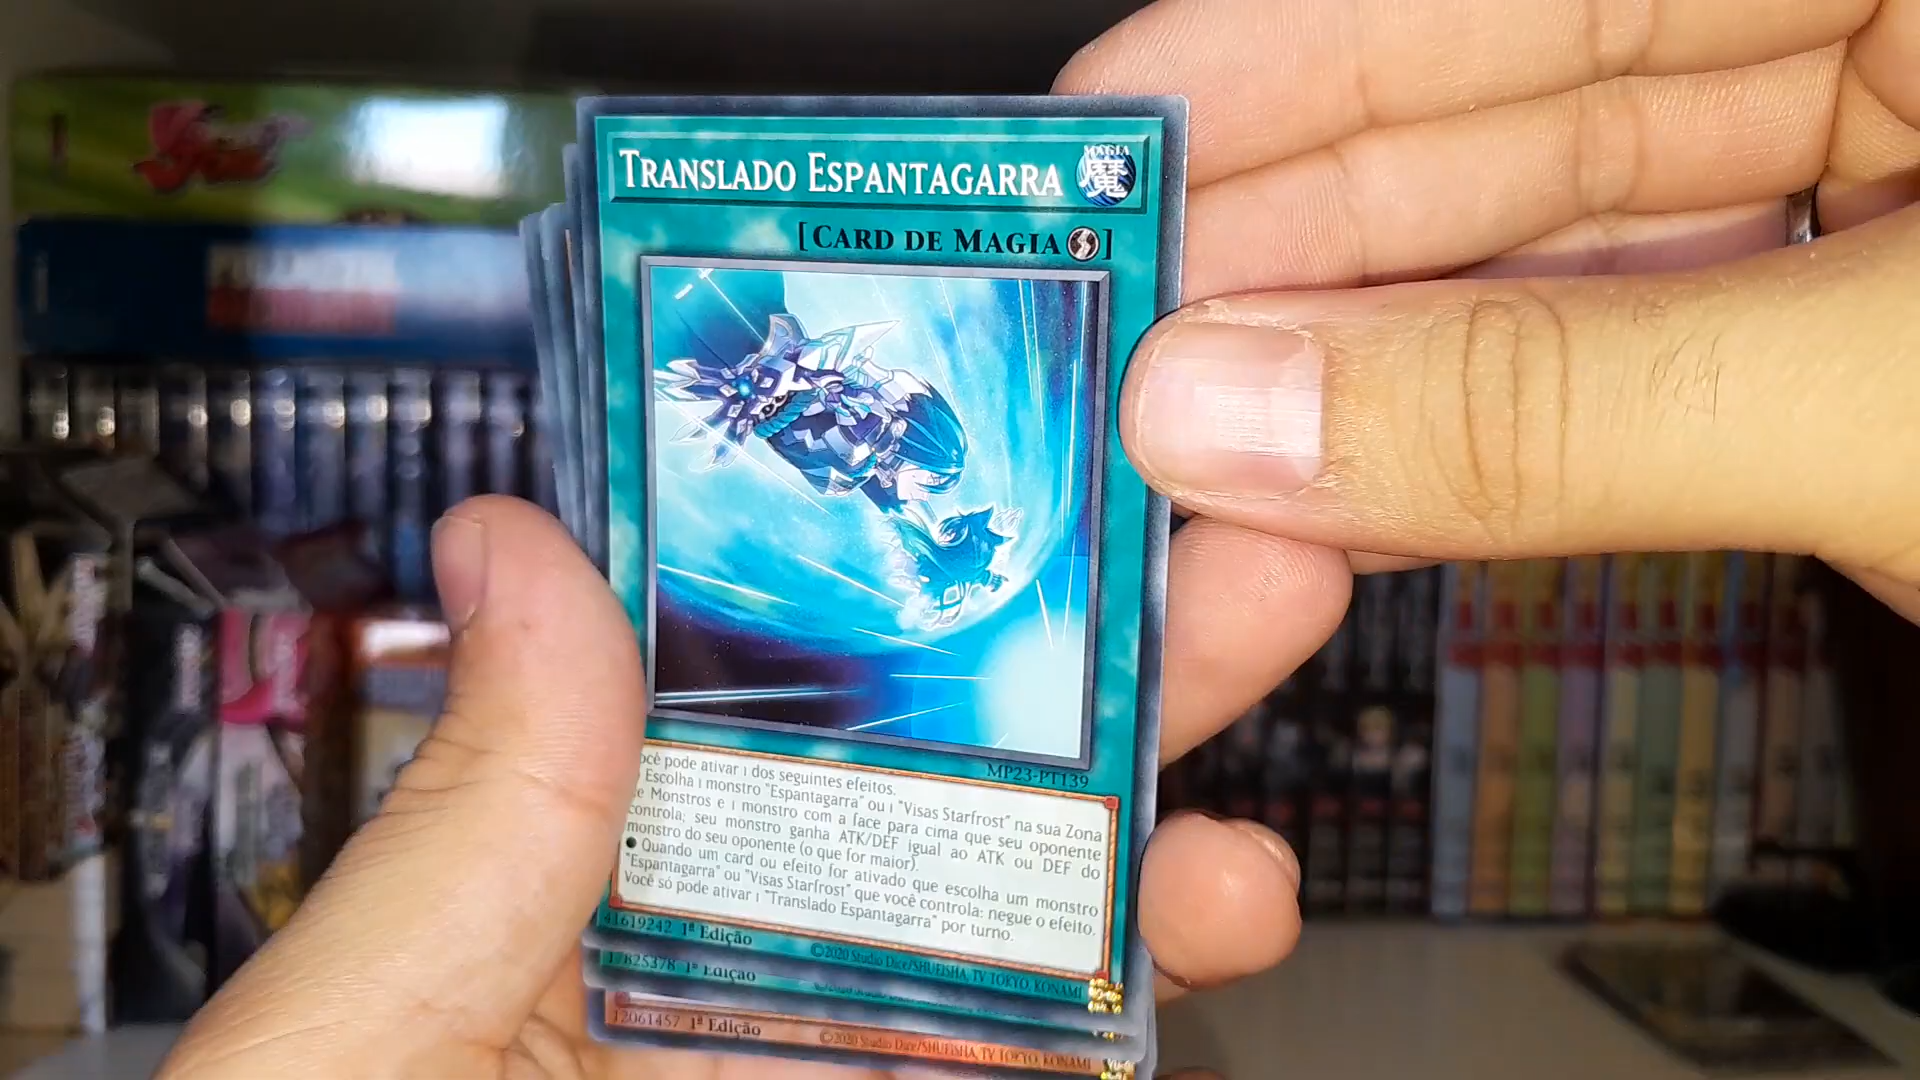 TRANSLADO ESPANTAGARRA
MAGIA
魔
[CARD DE MAGIA]
MP23-PT139
ocê pode ativar 1 dos seguintes efeitos.
Escolha 1 monstro "Espantagarra" ou 1 "Visas Starfrost" na sua Zona
de Monstros e 1 monstro com a face para cima que seu oponente
controla; seu monstro ganha ATK/DEF igual ao ATK ou DEF do
monstro do seu oponente (o que for maior).
● Quando um card ou efeito for ativado que escolha um monstro
"Espantagarra" ou "Visas Starfrost" que você controla: negue o efeito.
Você só pode ativar 1 "Translado Espantagarra" por turno.
41619242 1ª Edição
©2020 Studio Dice/SHUEISHA, TV TOKYO, KONAMI
17825378 1ª Edição
12061457 1ª Edição
©2020 Studio Dice/SHUEISHA, TV TOKYO, KONAMI
FULLMETAL